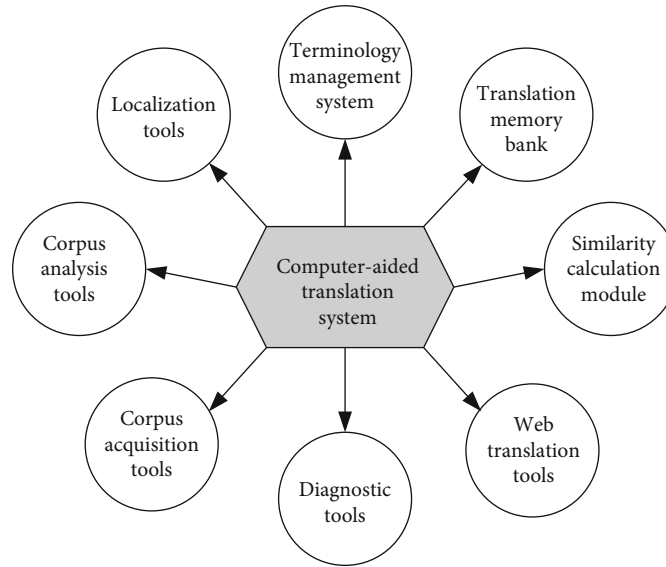 Terminology
management
system
Localization
tools
Translation
memory
bank
Corpus
analysis
tools
Computer-aided
translation
system
Similarity
calculation
module
Corpus
acquisition
tools
Diagnostic
tools
Web
translation
tools